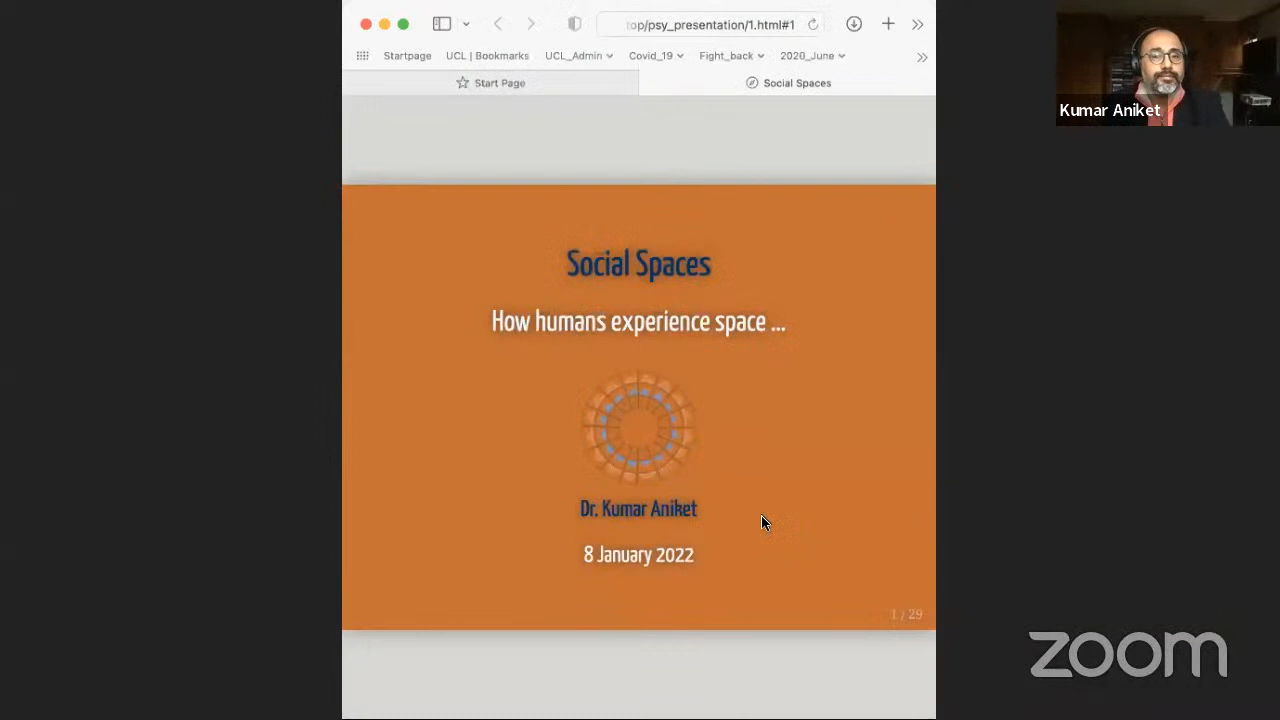 top/psy_presentation/1.html#1
Startpage UCL | Bookmarks UCL_Admin Covid_19 Fight_back 2020_June
Start Page
Social Spaces
Kumar Aniket
Social Spaces
How humans experience space ...
Dr. Kumar Aniket
8 January 2022
1 / 29
zoom